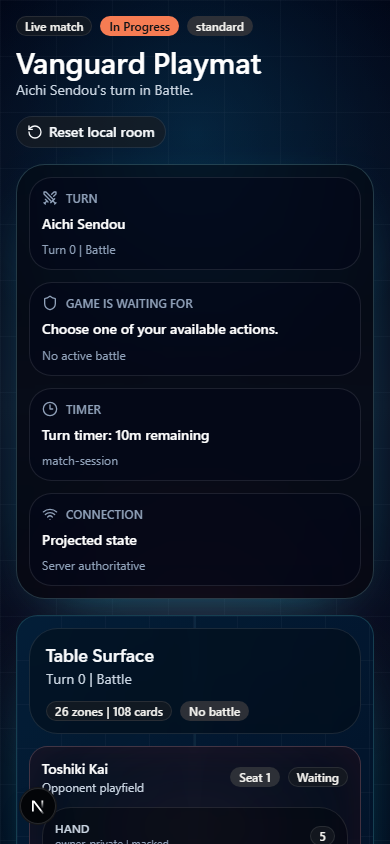 Live match
In Progress
standard
Vanguard Playmat
Aichi Sendou's turn in Battle.
Reset local room
TURN
Aichi Sendou
Turn 0 | Battle
GAME IS WAITING FOR
Choose one of your available actions.
No active battle
TIMER
Turn timer: 10m remaining
match-session
CONNECTION
Projected state
Server authoritative
Table Surface
Turn 0 | Battle
26 zones | 108 cards
No battle
Toshiki Kai
Opponent playfield
Seat 1
Waiting
N
HAND
owner-private | masked
5